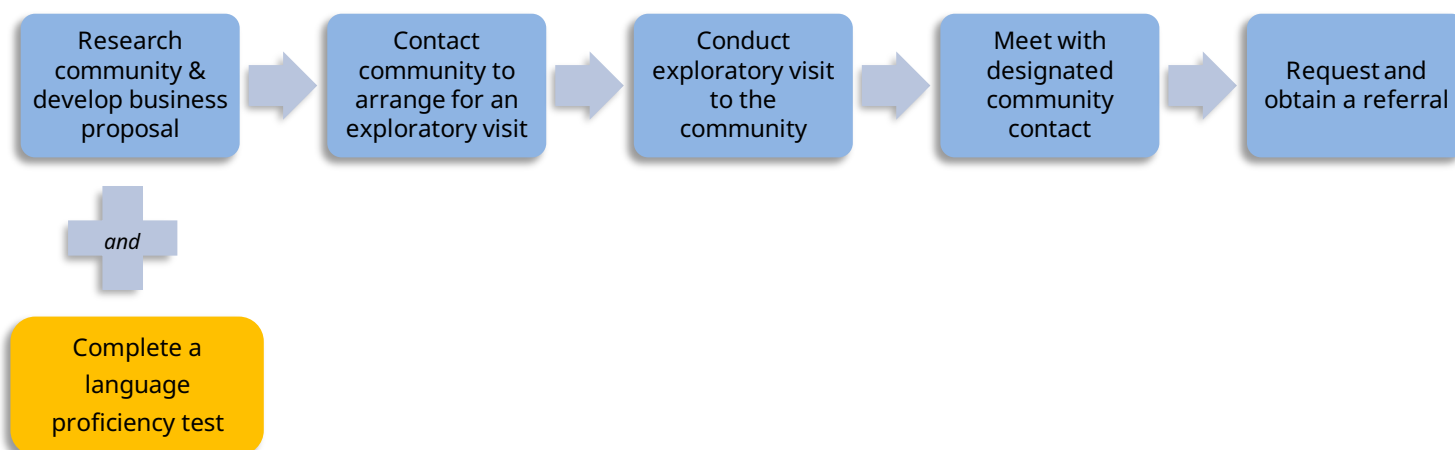 Research
community &
develop business
proposal
Contact
community to
arrange for an
exploratory visit
Conduct
exploratory visit
to the
community
Meet with
designated
community
contact
Request and
obtain a referral
and
Complete a
language
proficiency test